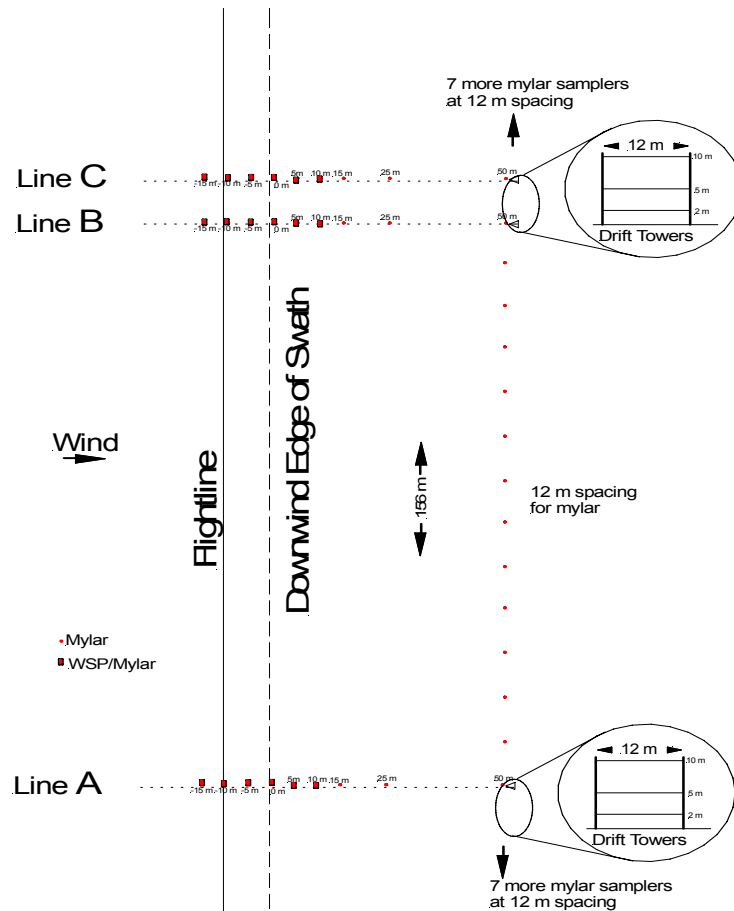 7 more mylar samplers
at 12 m spacing
12 m
10 m
5 m
2 m
Drift Towers
Line C
-15 m
-10 m
-5 m
0 m
5m
10 m
15 m
25 m
50 m
Line B
-15 m
-10 m
-5 m
0 m
5m
10 m
15 m
25 m
50 m
Wind
Flightline
Downwind Edge of Swath
156 m
12 m spacing
for mylar
Mylar
WSP/Mylar
Line A
-15 m
-10 m
-5 m
0 m
5m
10 m
15 m
25 m
50 m
12 m
10 m
5 m
2 m
Drift Towers
7 more mylar samplers
at 12 m spacing